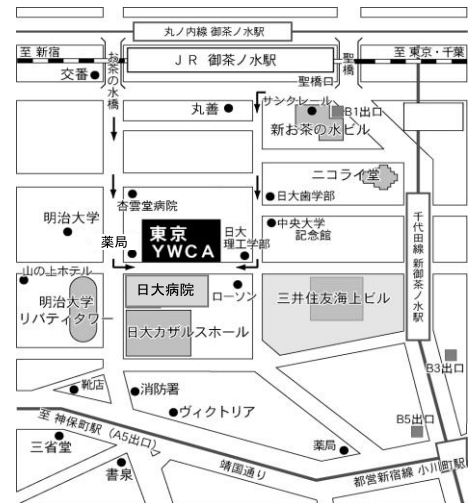 丸ノ内線 御茶ノ水駅
至 新宿
JR 御茶ノ水駅
聖橋
至 東京・千葉
交番
お茶の水橋
聖橋口
丸善
サンクレール
B1出口
新お茶の水ビル
ニコライ堂
杏雲堂病院
日大歯学部
明治大学
東京
YWCA
日大
理工学部
中央大学
記念館
薬局
千代田線 新御茶ノ水駅
山の上ホテル
日大病院
ローソン
三井住友海上ビル
明治大学
リバティタワー
日大カザルスホール
B3出口
靴店
消防署
ヴィクトリア
B5出口
至 神保町駅（A5出口）
三省堂
薬局
書泉
靖国通り
都営新宿線 小川町駅